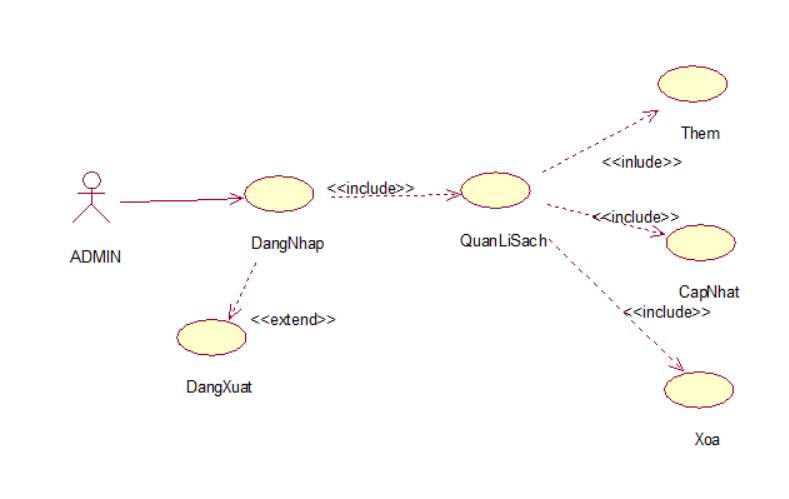 Them
<<inlude>>
<<include>>
<<include>>
ADMIN
DangNhap
QuanLiSach
CapNhat
<<include>>
<<extend>>
DangXuat
Xoa